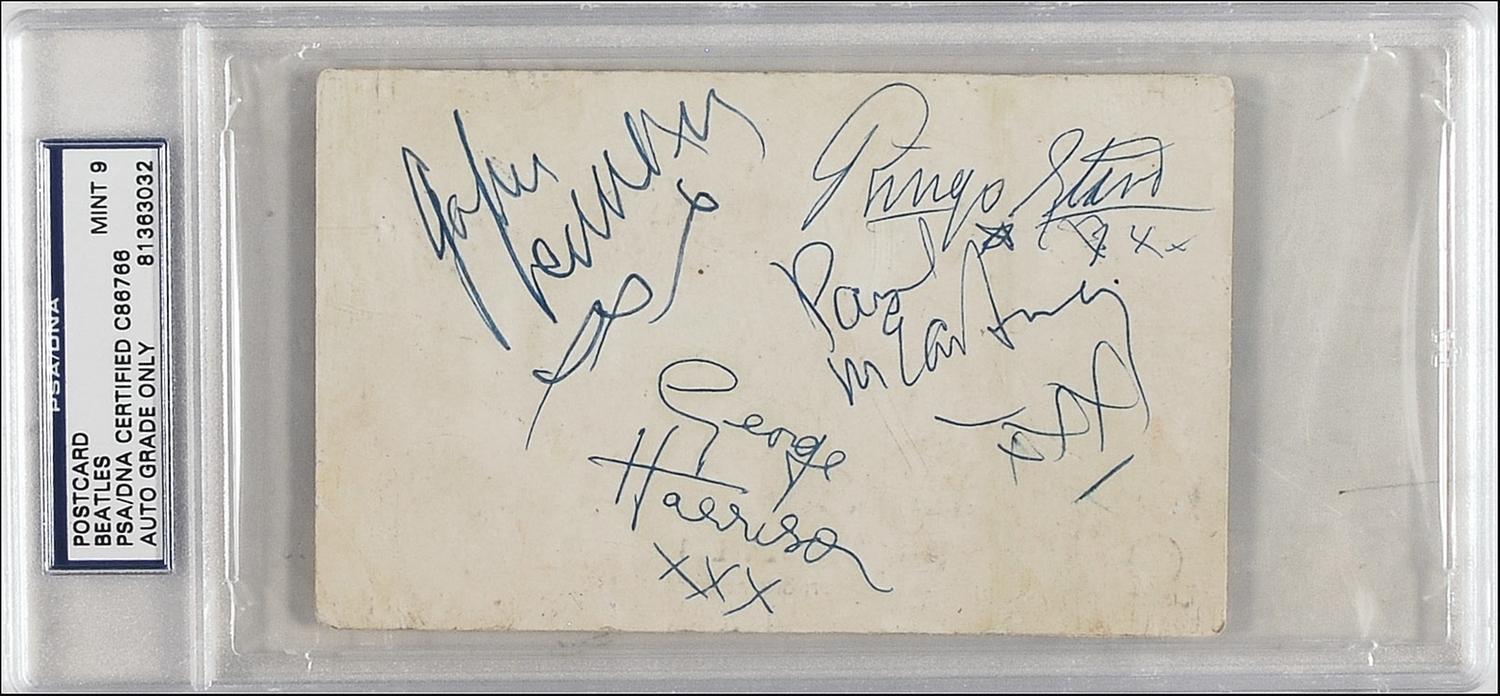 PSA/DNA
POSTCARD
BEATLES MINT 9
PSA/DNA CERTIFIED C86766
AUTO GRADE ONLY 81363032
John
Lennon
Ringo Starr
Paul
McCartney
George
Harrison
xxx